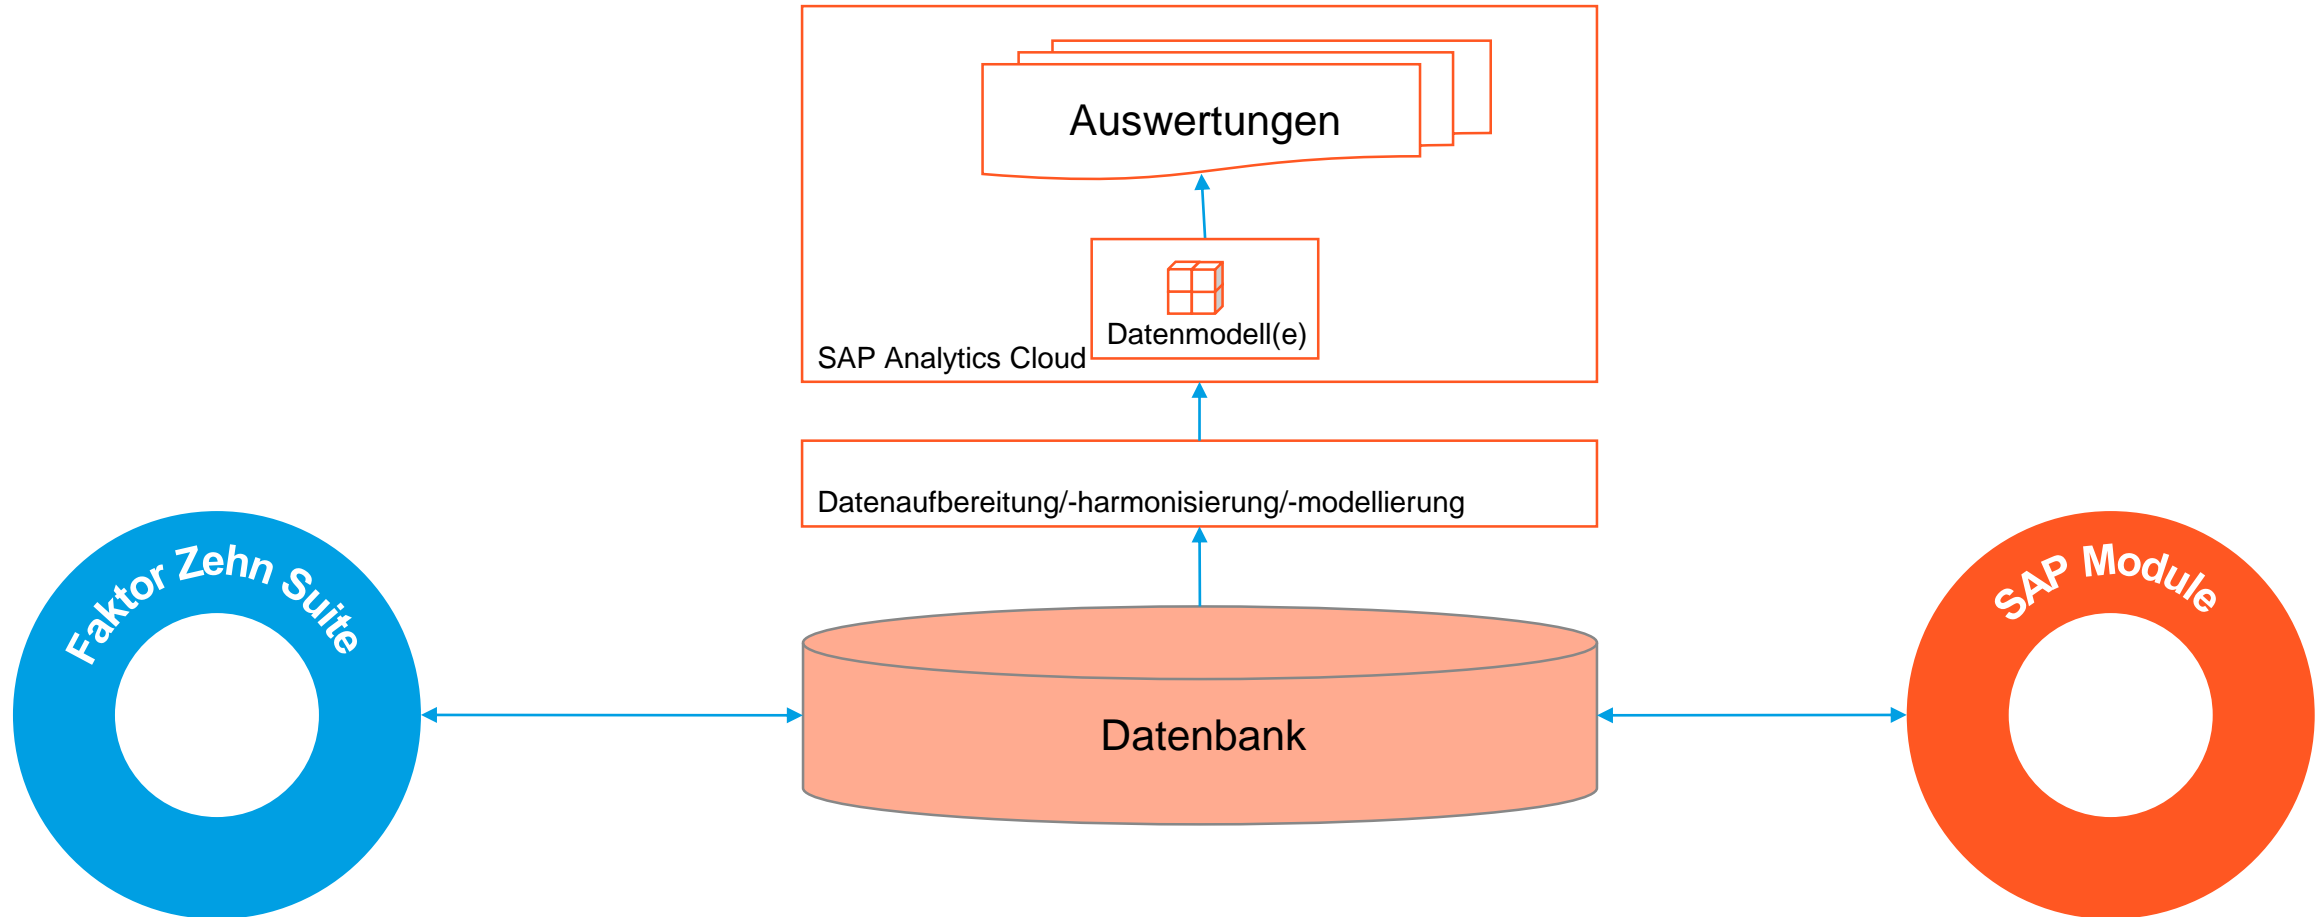 Auswertungen
Datenmodell(e)
SAP Analytics Cloud
Datenaufbereitung/-harmonisierung/-modellierung
Faktor Zehn Suite
Datenbank
SAP Module